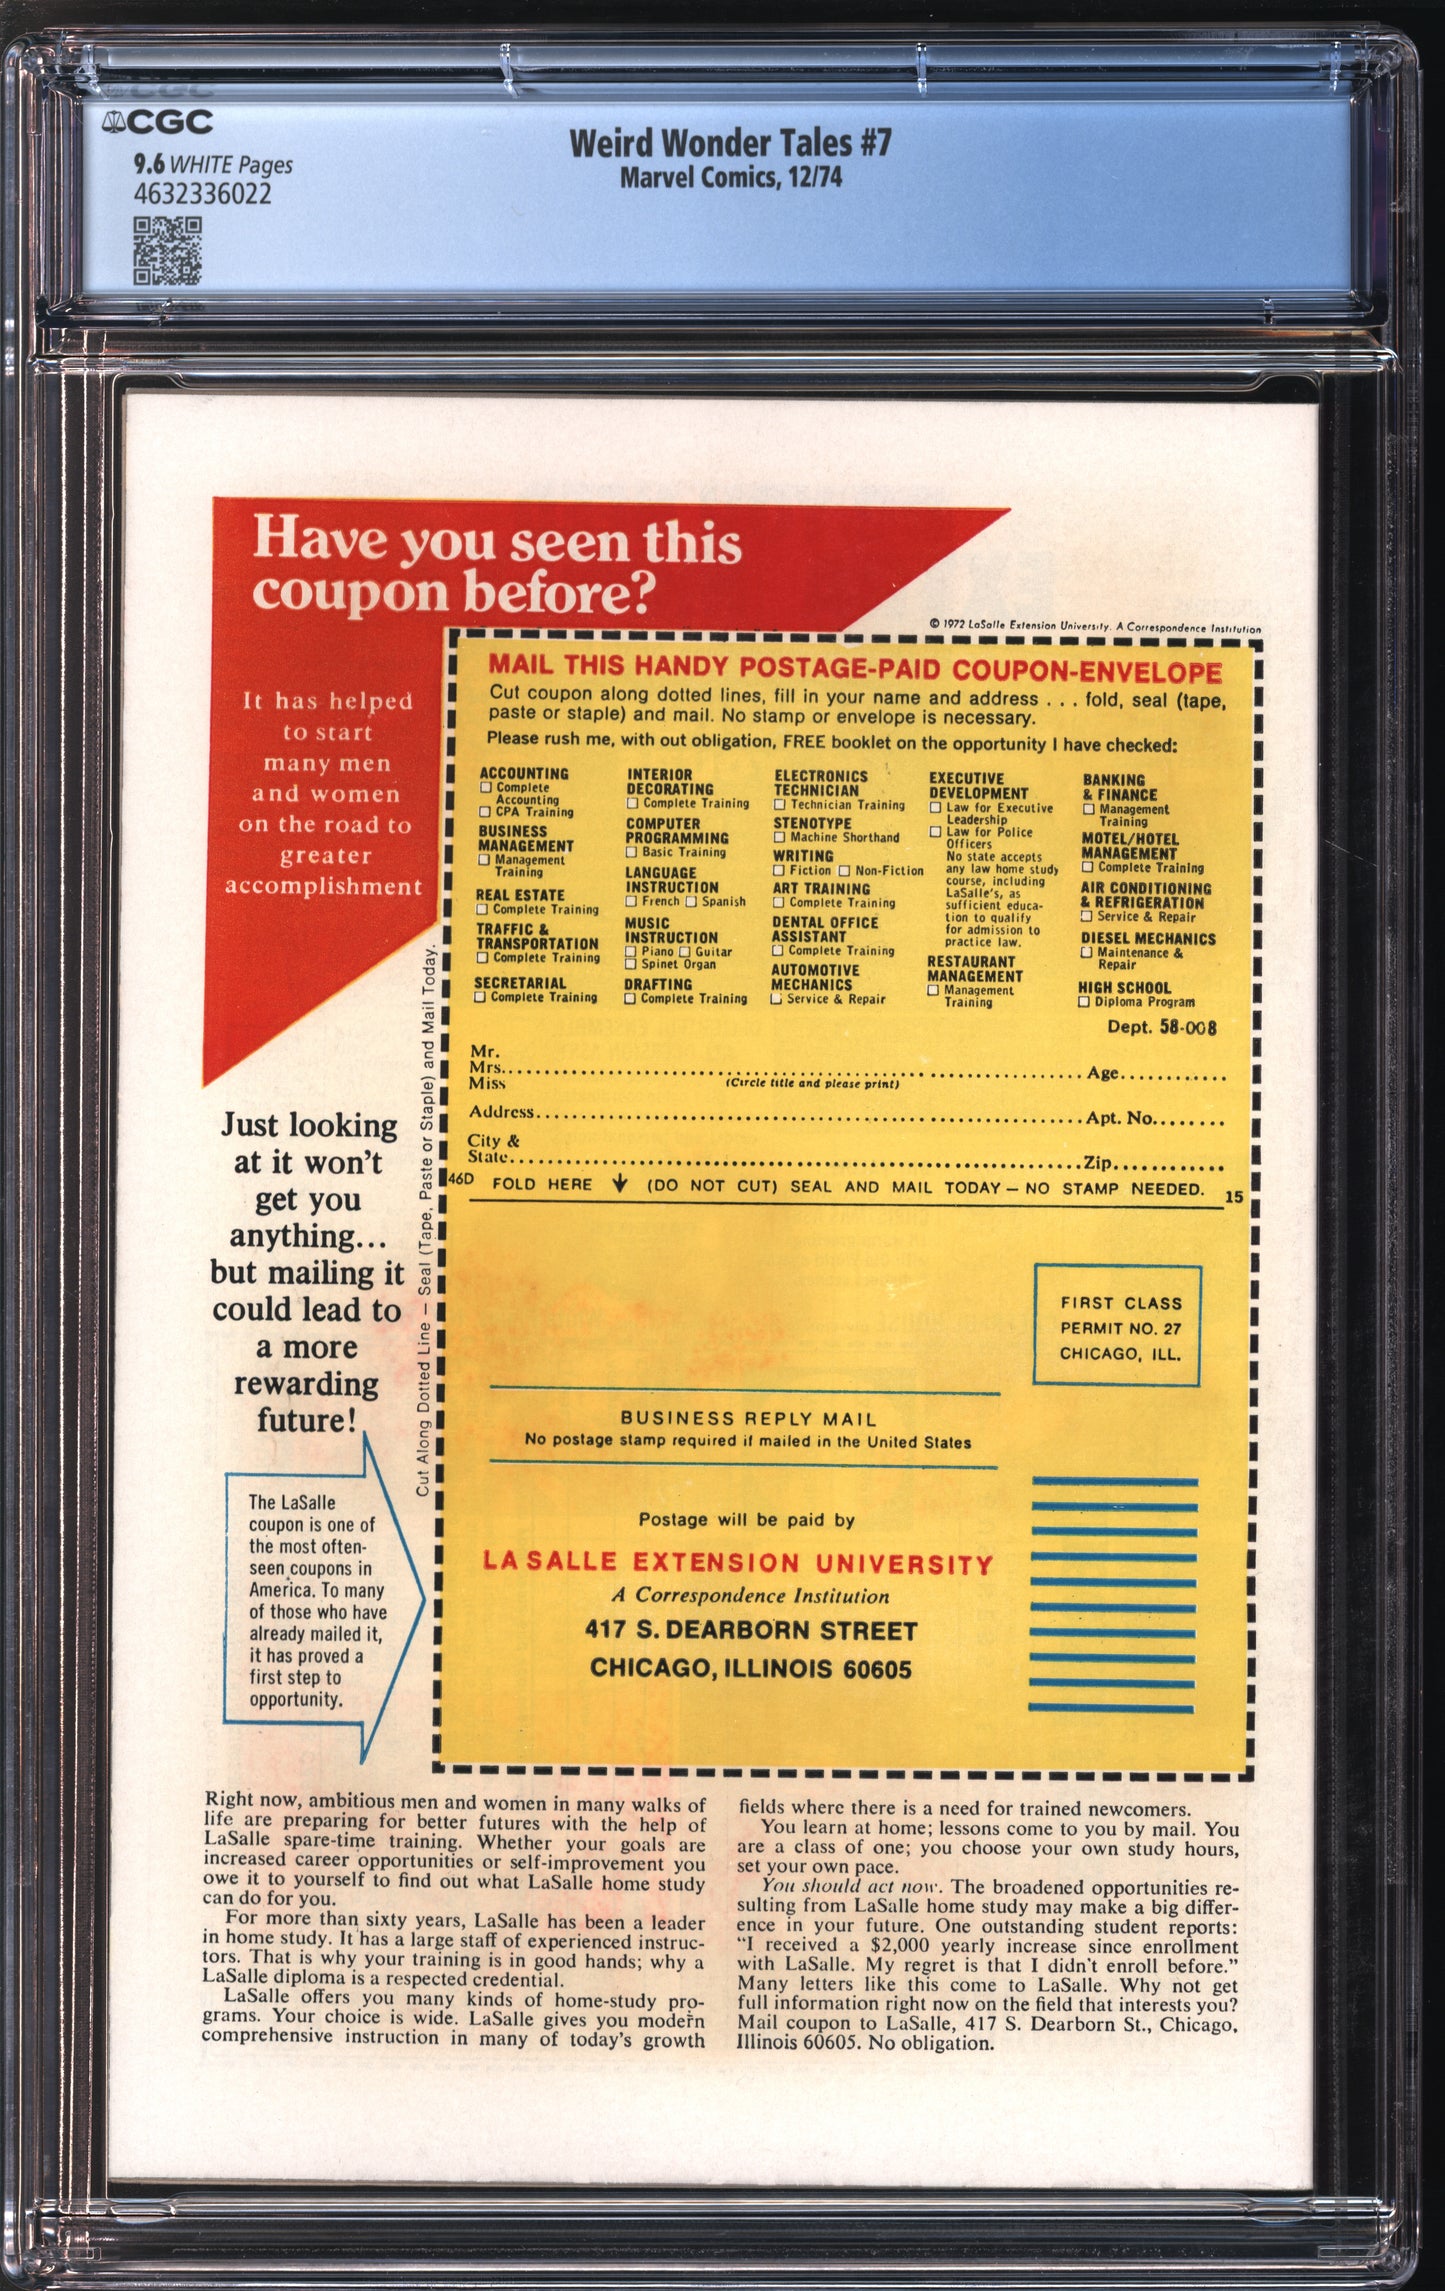 CGC
9.6 WHITE Pages
4632336022
Weird Wonder Tales #7
Marvel Comics, 12/74
Have you seen this
coupon before?
It has helped
to start
many men
and women
on the road to
greater
accomplishment
© 1972 LaSalle Extension University. A Correspondence Institution
MAIL THIS HANDY POSTAGE-PAID COUPON-ENVELOPE
Cut coupon along dotted lines, fill in your name and address . . . fold, seal (tape,
paste or staple) and mail. No stamp or envelope is necessary.
Please rush me, with out obligation, FREE booklet on the opportunity I have checked:
ACCOUNTING
Complete
Accounting
CPA Training
BUSINESS
MANAGEMENT
Management
Training
REAL ESTATE
Complete Training
TRAFFIC &
TRANSPORTATION
Complete Training
SECRETARIAL
Complete Training
INTERIOR
DECORATING
Complete Training
COMPUTER
PROGRAMMING
Basic Training
LANGUAGE
INSTRUCTION
French Spanish
MUSIC
INSTRUCTION
Piano Guitar
Spinet Organ
DRAFTING
Complete Training
ELECTRONICS
TECHNICIAN
Technician Training
STENOTYPE
Machine Shorthand
WRITING
Fiction Non-Fiction
ART TRAINING
Complete Training
DENTAL OFFICE
ASSISTANT
Complete Training
AUTOMOTIVE
MECHANICS
Service & Repair
EXECUTIVE
DEVELOPMENT
Law for Executive
Leadership
Law for Police
Officers
No state accepts
any law home study
course, including
LaSalle's, as
sufficient educa-
tion to qualify
for admission to
practice law.
RESTAURANT
MANAGEMENT
Management
Training
BANKING
& FINANCE
Management
Training
MOTEL/HOTEL
MANAGEMENT
Complete Training
AIR CONDITIONING
& REFRIGERATION
Service & Repair
DIESEL MECHANICS
Maintenance &
Repair
HIGH SCHOOL
Diploma Program
Dept. 58-008
Mr.
Mrs. Age
Miss (Circle title and please print)
Address Apt. No.
City &
State Zip
46D FOLD HERE ↓ (DO NOT CUT) SEAL AND MAIL TODAY — NO STAMP NEEDED. 15
Cut Along Dotted Line — Seal (Tape, Paste or Staple) and Mail Today.
Just looking
at it won't
get you
anything...
but mailing it
could lead to
a more
rewarding
future!
The LaSalle
coupon is one of
the most often-
seen coupons in
America. To many
of those who have
already mailed it,
it has proved a
first step to
opportunity.
FIRST CLASS
PERMIT NO. 27
CHICAGO, ILL.
BUSINESS REPLY MAIL
No postage stamp required if mailed in the United States
Postage will be paid by
LA SALLE EXTENSION UNIVERSITY
A Correspondence Institution
417 S. DEARBORN STREET
CHICAGO, ILLINOIS 60605
Right now, ambitious men and women in many walks of
life are preparing for better futures with the help of
LaSalle spare-time training. Whether your goals are
increased career opportunities or self-improvement you
owe it to yourself to find out what LaSalle home study
can do for you.
For more than sixty years, LaSalle has been a leader
in home study. It has a large staff of experienced instruc-
tors. That is why your training is in good hands; why a
LaSalle diploma is a respected credential.
LaSalle offers you many kinds of home-study pro-
grams. Your choice is wide. LaSalle gives you modern
comprehensive instruction in many of today's growth
fields where there is a need for trained newcomers.
You learn at home; lessons come to you by mail. You
are a class of one; you choose your own study hours,
set your own pace.
You should act now. The broadened opportunities re-
sulting from LaSalle home study may make a big differ-
ence in your future. One outstanding student reports:
"I received a $2,000 yearly increase since enrollment
with LaSalle. My regret is that I didn't enroll before."
Many letters like this come to LaSalle. Why not get
full information right now on the field that interests you?
Mail coupon to LaSalle, 417 S. Dearborn St., Chicago,
Illinois 60605. No obligation.